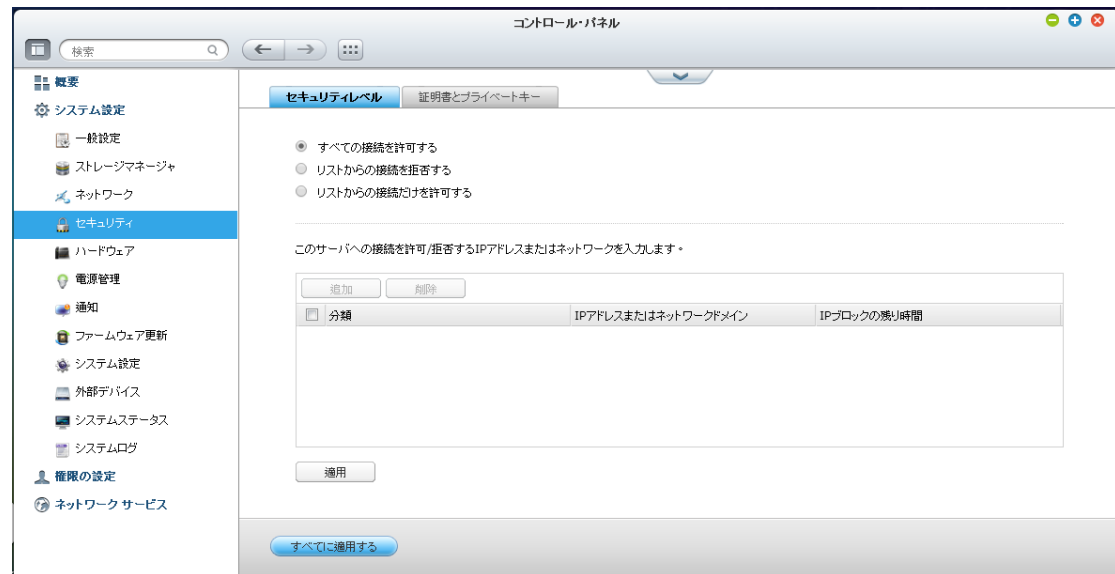 コントロール・パネル
検索
概要
システム設定
一般設定
ストレージマネージャ
ネットワーク
セキュリティ
ハードウェア
電源管理
通知
ファームウェア更新
システム設定
外部デバイス
システムステータス
システムログ
権限の設定
ネットワーク サービス
セキュリティレベル
証明書とプライベートキー
すべての接続を許可する
リストからの接続を拒否する
リストからの接続だけを許可する
このサーバへの接続を許可/拒否するIPアドレスまたはネットワークを入力します。
追加
削除
分類
IPアドレスまたはネットワークドメイン
IPブロックの残り時間
適用
すべてに適用する